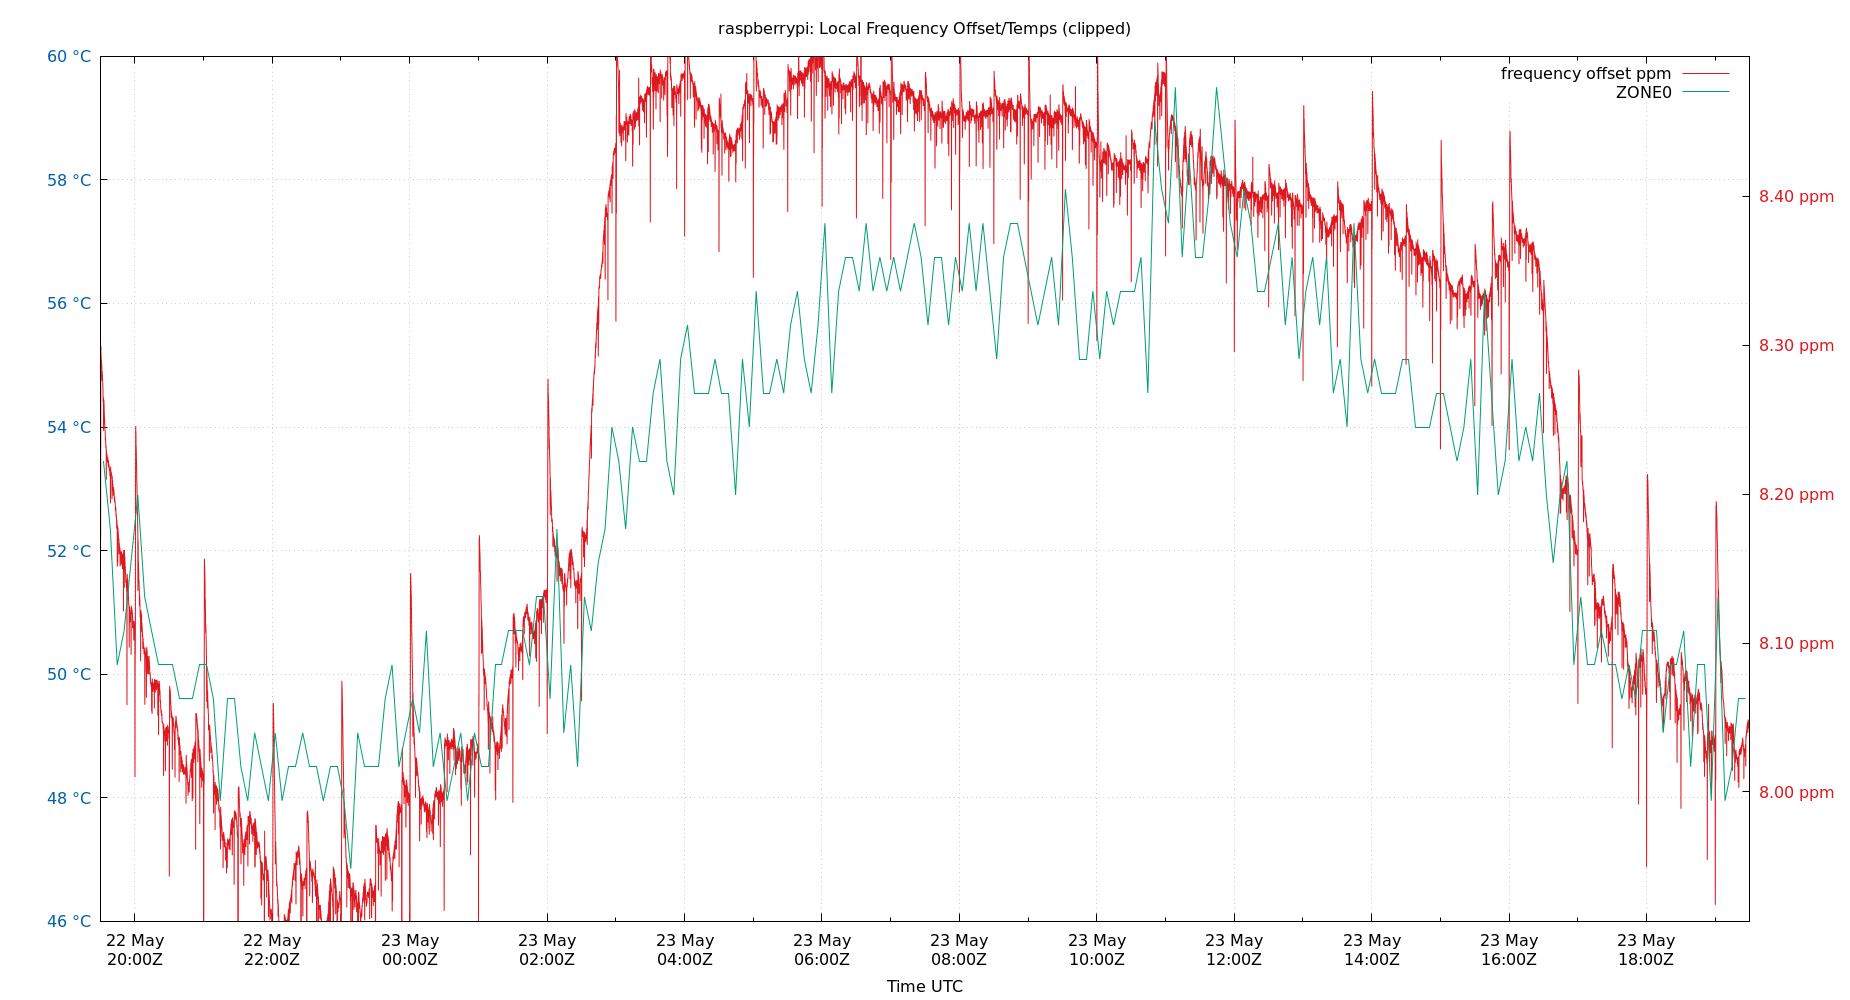 raspberrypi: Local Frequency Offset/Temps (clipped)
60 °C
58 °C
56 °C
54 °C
52 °C
50 °C
48 °C
46 °C
frequency offset ppm
ZONE0
8.40 ppm
8.30 ppm
8.20 ppm
8.10 ppm
8.00 ppm
22 May 22 May 23 May 23 May 23 May 23 May 23 May 23 May 23 May 23 May 23 May 23 May
20:00Z 22:00Z 00:00Z 02:00Z 04:00Z 06:00Z 08:00Z 10:00Z 12:00Z 14:00Z 16:00Z 18:00Z
Time UTC